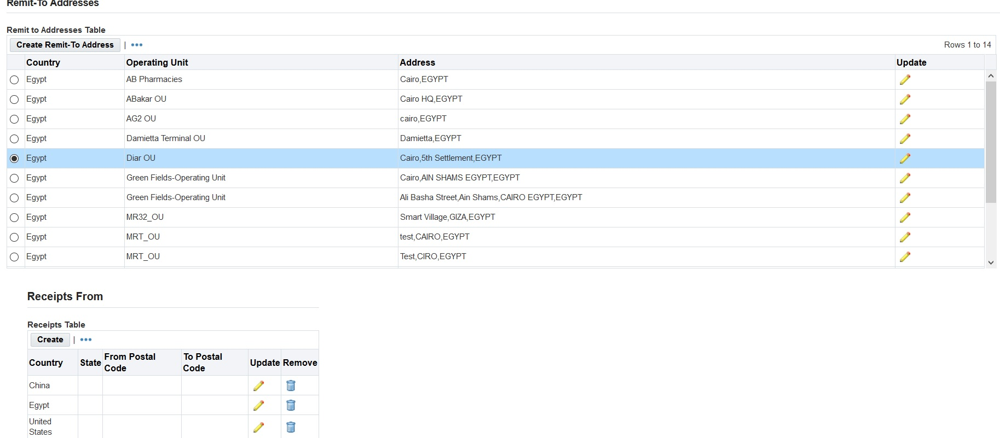 Remit-To Addresses
Remit to Addresses Table
Create Remit-To Address | ••• Rows 1 to 14
Country Operating Unit Address Update
Egypt AB Pharmacies Cairo,EGYPT
Egypt ABakar OU Cairo HQ,EGYPT
Egypt AG2 OU cairo,EGYPT
Egypt Damietta Terminal OU Damietta,EGYPT
Egypt Diar OU Cairo,5th Settlement,EGYPT
Egypt Green Fields-Operating Unit Cairo,AIN SHAMS EGYPT,EGYPT
Egypt Green Fields-Operating Unit Ali Basha Street,Ain Shams,CAIRO EGYPT,EGYPT
Egypt MR32_OU Smart Village,GIZA,EGYPT
Egypt MRT_OU test,CAIRO,EGYPT
Egypt MRT_OU Test,CIRO,EGYPT
Receipts From
Receipts Table
Create | •••
Country State From Postal Code To Postal Code Update Remove
China
Egypt
United States